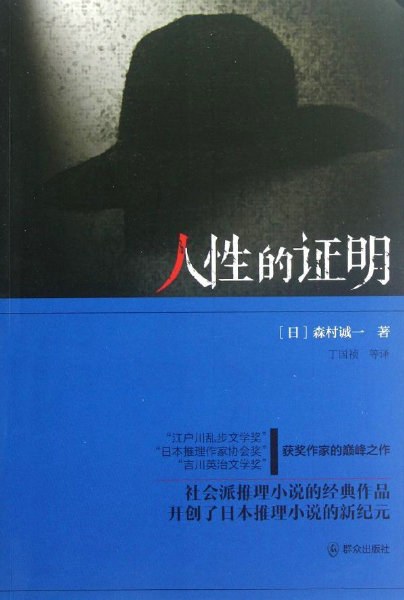 人性的证明
［日］森村诚一 著
丁国祯 等译
“江户川乱步文学奖”
“日本推理作家协会奖”
“吉川英治文学奖”
获奖作家的巅峰之作
社会派推理小说的经典作品
开创了日本推理小说的新纪元
群众出版社